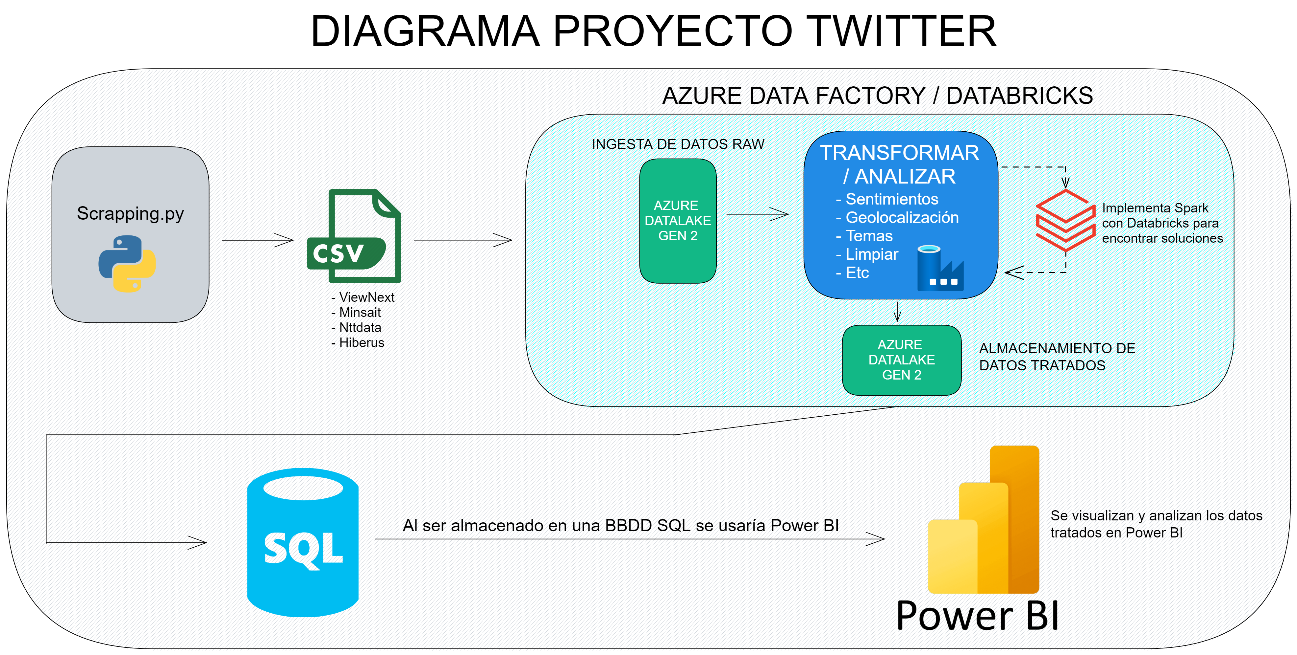 DIAGRAMA PROYECTO TWITTER
AZURE DATA FACTORY / DATABRICKS
Scrapping.py
CSV
- ViewNext
- Minsait
- Nttdata
- Hiberus
INGESTA DE DATOS RAW
AZURE
DATALAKE
GEN 2
TRANSFORMAR
/ ANALIZAR
- Sentimientos
- Geolocalización
- Temas
- Limpiar
- Etc
Implementa Spark
con Databricks para
encontrar soluciones
AZURE
DATALAKE
GEN 2
ALMACENAMIENTO DE
DATOS TRATADOS
SQL
Al ser almacenado en una BBDD SQL se usaría Power BI
Se visualizan y analizan los datos
tratados en Power BI
Power BI